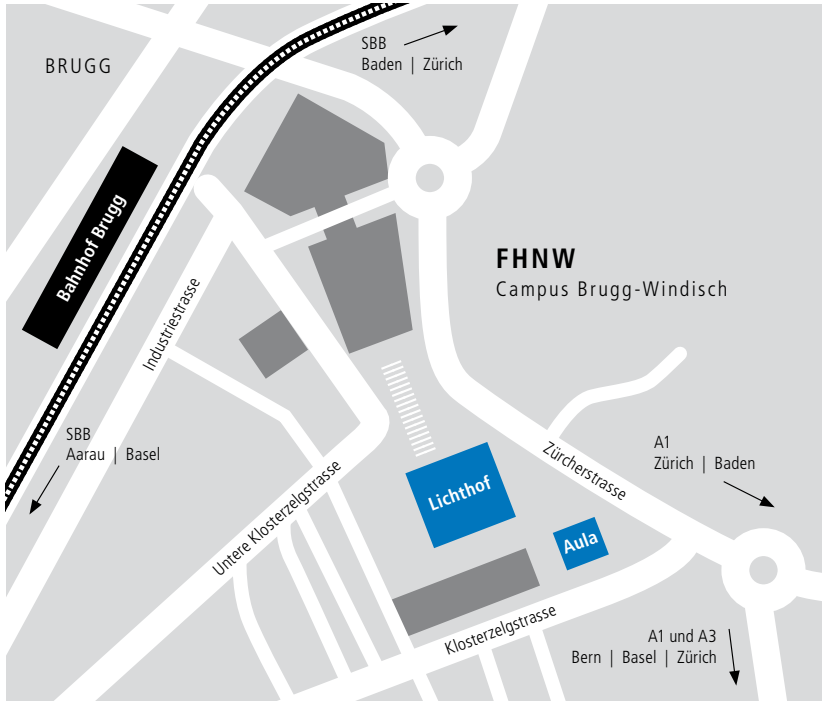 SBB
Baden | Zürich
BRUGG
Bahnhof Brugg
FHNW
Campus Brugg-Windisch
Industriestrasse
SBB
Aarau | Basel
A1
Zürich | Baden
Zürcherstrasse
Untere Klosterzelgstrasse
Lichthof
Aula
Klosterzelgstrasse
A1 und A3
Bern | Basel | Zürich